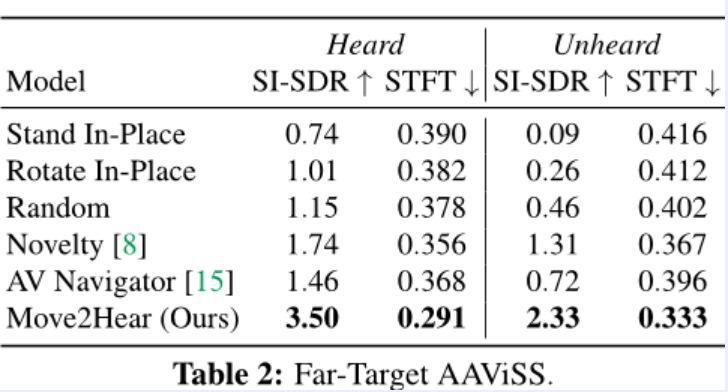 Heard Unheard
Model SI-SDR ↑ STFT ↓ SI-SDR ↑ STFT ↓
Stand In-Place 0.74 0.390 0.09 0.416
Rotate In-Place 1.01 0.382 0.26 0.412
Random 1.15 0.378 0.46 0.402
Novelty [8] 1.74 0.356 1.31 0.367
AV Navigator [15] 1.46 0.368 0.72 0.396
Move2Hear (Ours) 3.50 0.291 2.33 0.333
Table 2: Far-Target AAViSS.